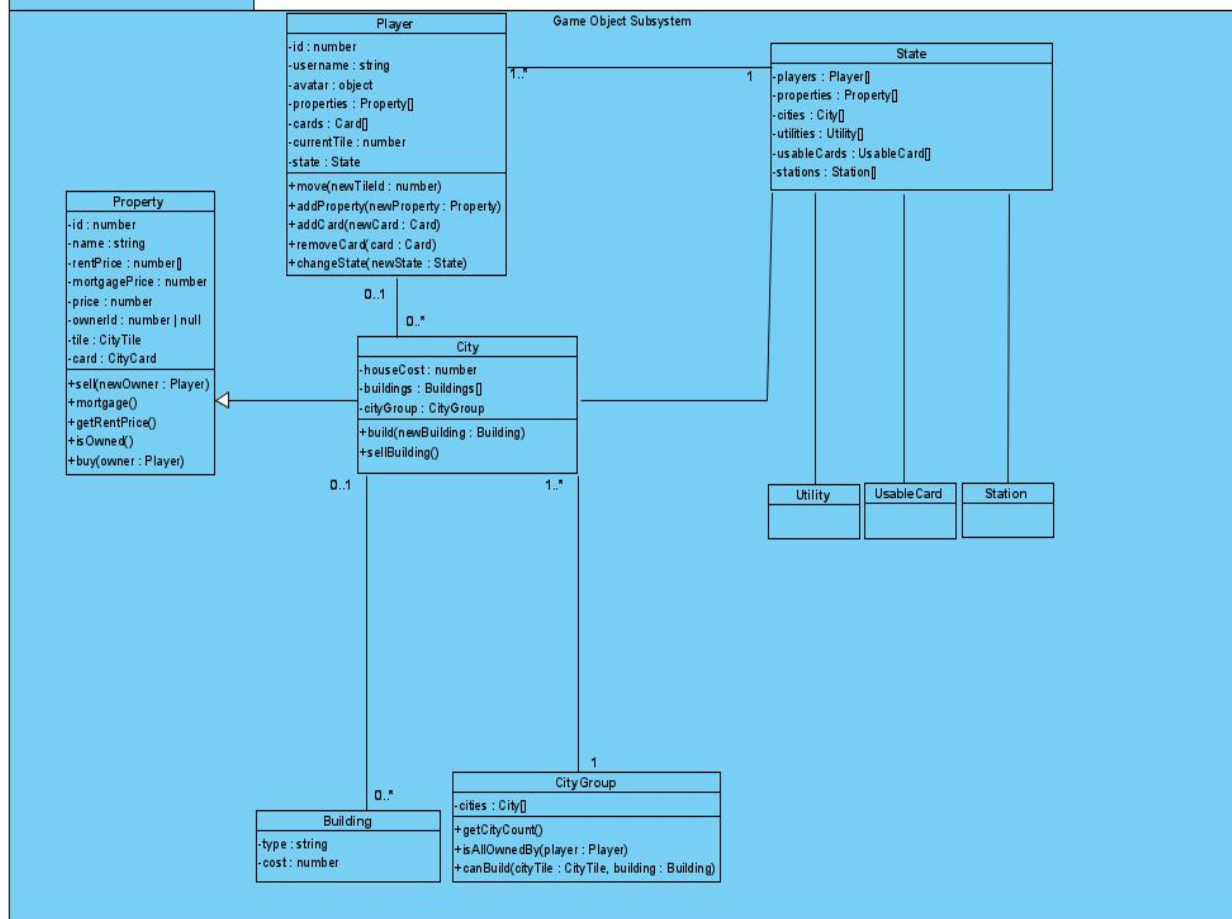 Game Object Subsystem
Player
-id : number
-username : string
-avatar : object
-properties : Property[]
-cards : Card[]
-currentTile : number
-state : State
+move(newTileId : number)
+addProperty(newProperty : Property)
+addCard(newCard : Card)
+removeCard(card : Card)
+changeState(newState : State)
1..*
1
State
-players : Player[]
-properties : Property[]
-cities : City[]
-utilities : Utility[]
-usableCards : UsableCard[]
-stations : Station[]
Property
-id : number
-name : string
-rentPrice : number[]
-mortgagePrice : number
-price : number
-ownerId : number | null
-tile : CityTile
-card : CityCard
+sell(newOwner : Player)
+mortgage()
+getRentPrice()
+isOwned()
+buy(owner : Player)
0..1
0..*
City
-houseCost : number
-buildings : Buildings[]
-cityGroup : CityGroup
+build(newBuilding : Building)
+sellBuilding()
0..1
1..*
Utility
UsableCard
Station
0..*
1
Building
-type : string
-cost : number
CityGroup
-cities : City[]
+getCityCount()
+isAllOwnedBy(player : Player)
+canBuild(cityTile : CityTile, building : Building)